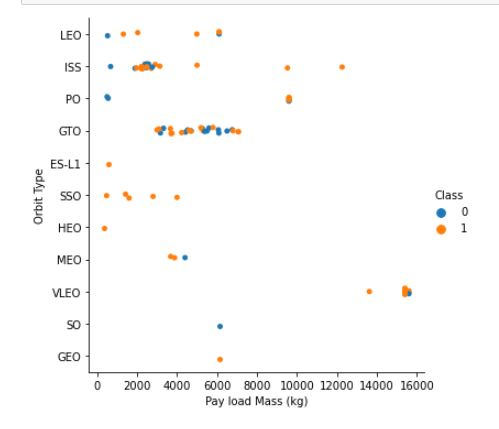 LEO
ISS
PO
GTO
ES-L1
SSO
HEO
MEO
VLEO
SO
GEO
Orbit Type
0 2000 4000 6000 8000 10000 12000 14000 16000
Pay load Mass (kg)
Class
0
1